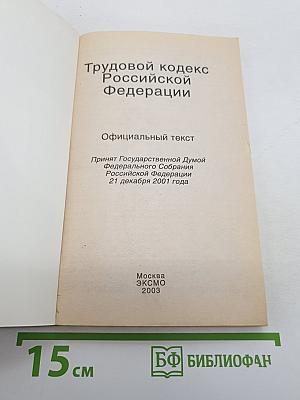 Трудовой кодекс
Российской
Федерации
Официальный текст
Принят Государственной Думой
Федерального Собрания
Российской Федерации
21 декабря 2001 года
Москва
ЭКСМО
2003
15 см
БФ БИБЛИОФАН